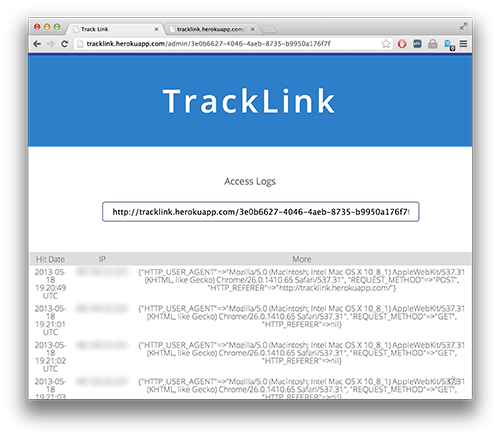 Track Link
tracklink.herokuapp.com/ad
tracklink.herokuapp.com/admin/3e0b6627-4046-4aeb-8735-b9950a176f7f
TrackLink
Access Logs
http://tracklink.herokuapp.com/3e0b6627-4046-4aeb-8735-b9950a176f7f
Hit Date IP More
2013-05-18 19:20:49 UTC
{"HTTP_USER_AGENT"=>"Mozilla/5.0 (Macintosh; Intel Mac OS X 10_8_1) AppleWebKit/537.31
(KHTML, like Gecko) Chrome/26.0.1410.65 Safari/537.31", "REQUEST_METHOD"=>"POST",
"HTTP_REFERER"=>"http://tracklink.herokuapp.com/"}
2013-05-18 19:21:01 UTC
{"HTTP_USER_AGENT"=>"Mozilla/5.0 (Macintosh; Intel Mac OS X 10_8_1) AppleWebKit/537.31
(KHTML, like Gecko) Chrome/26.0.1410.65 Safari/537.31", "REQUEST_METHOD"=>"GET",
"HTTP_REFERER"=>nil}
2013-05-18 19:21:02 UTC
{"HTTP_USER_AGENT"=>"Mozilla/5.0 (Macintosh; Intel Mac OS X 10_8_1) AppleWebKit/537.31
(KHTML, like Gecko) Chrome/26.0.1410.65 Safari/537.31", "REQUEST_METHOD"=>"GET",
"HTTP_REFERER"=>nil}
2013-05-18 19:21:03
{"HTTP_USER_AGENT"=>"Mozilla/5.0 (Macintosh; Intel Mac OS X 10_8_1) AppleWebKit/537.31
(KHTML, like Gecko) Chrome/26.0.1410.65 Safari/537.31", "REQUEST_METHOD"=>"GET",
"HTTP_REFERER"=>nil}